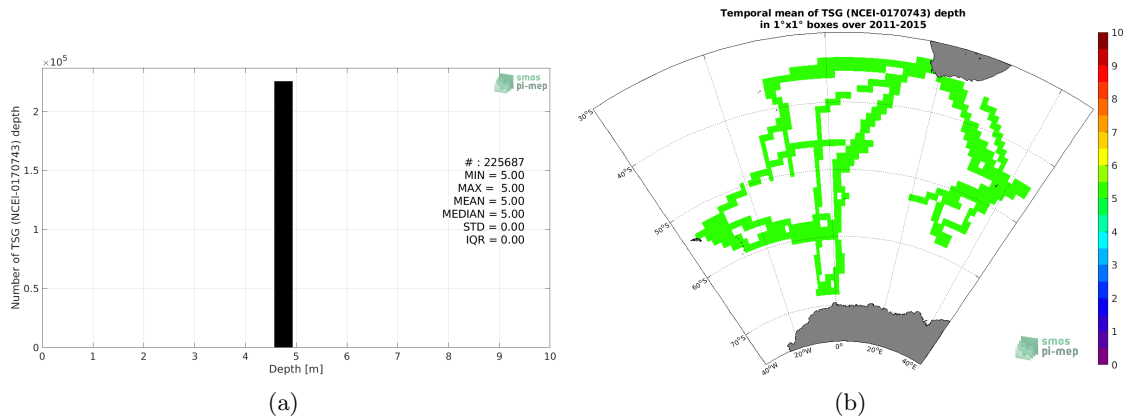 ×10⁵
2
1.5
1
0.5
0
0 1 2 3 4 5 6 7 8 9 10
Number of TSG (NCEI-0170743) depth
Depth [m]
smos
pi-mep
# : 225687
MIN = 5.00
MAX = 5.00
MEAN = 5.00
MEDIAN = 5.00
STD = 0.00
IQR = 0.00
(a)
Temporal mean of TSG (NCEI-0170743) depth
in 1°x1° boxes over 2011-2015
30°S
40°S
50°S
60°S
70°S
40°W
20°W
0°
20°E
40°E
10
9
8
7
6
5
4
3
2
1
0
smos
pi-mep
(b)